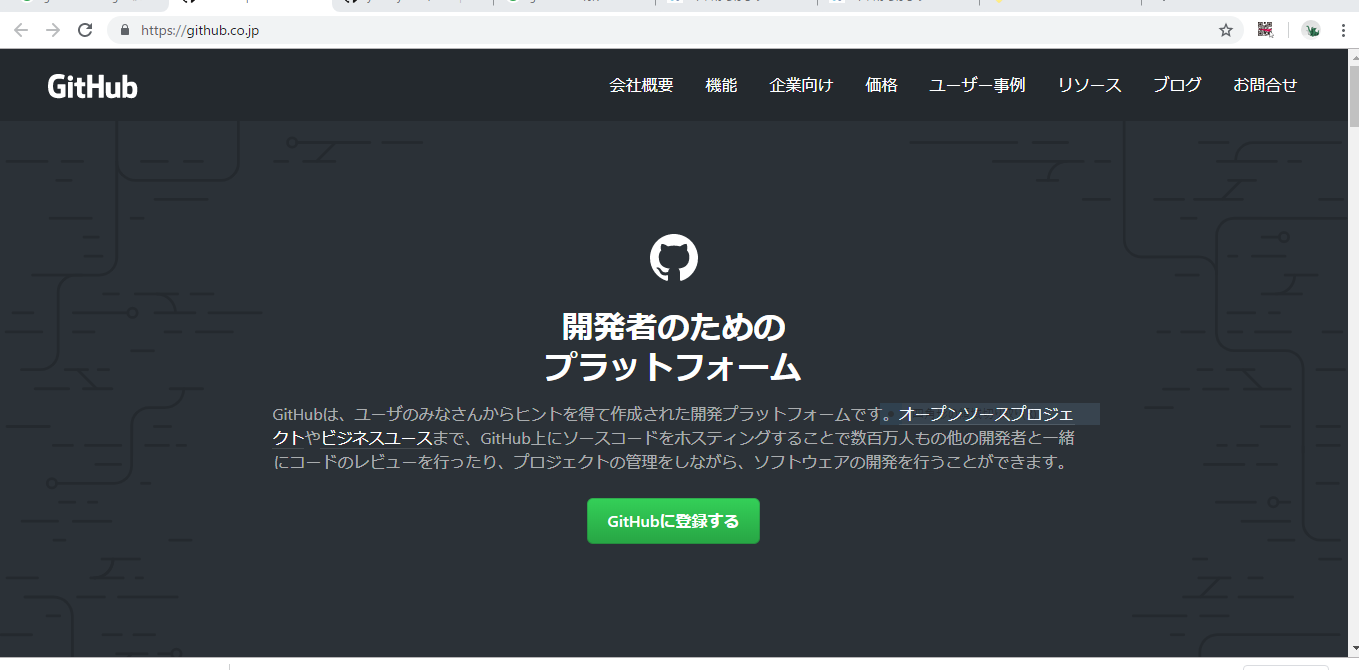 https://github.co.jp
GitHub
会社概要 機能 企業向け 価格 ユーザー事例 リソース ブログ お問合せ
開発者のための
プラットフォーム
GitHubは、ユーザのみなさんからヒントを得て作成された開発プラットフォームです。オープンソースプロジェ
クトやビジネスユースまで、GitHub上にソースコードをホスティングすることで数百万人もの他の開発者と一緒
にコードのレビューを行ったり、プロジェクトの管理をしながら、ソフトウェアの開発を行うことができます。
GitHubに登録する